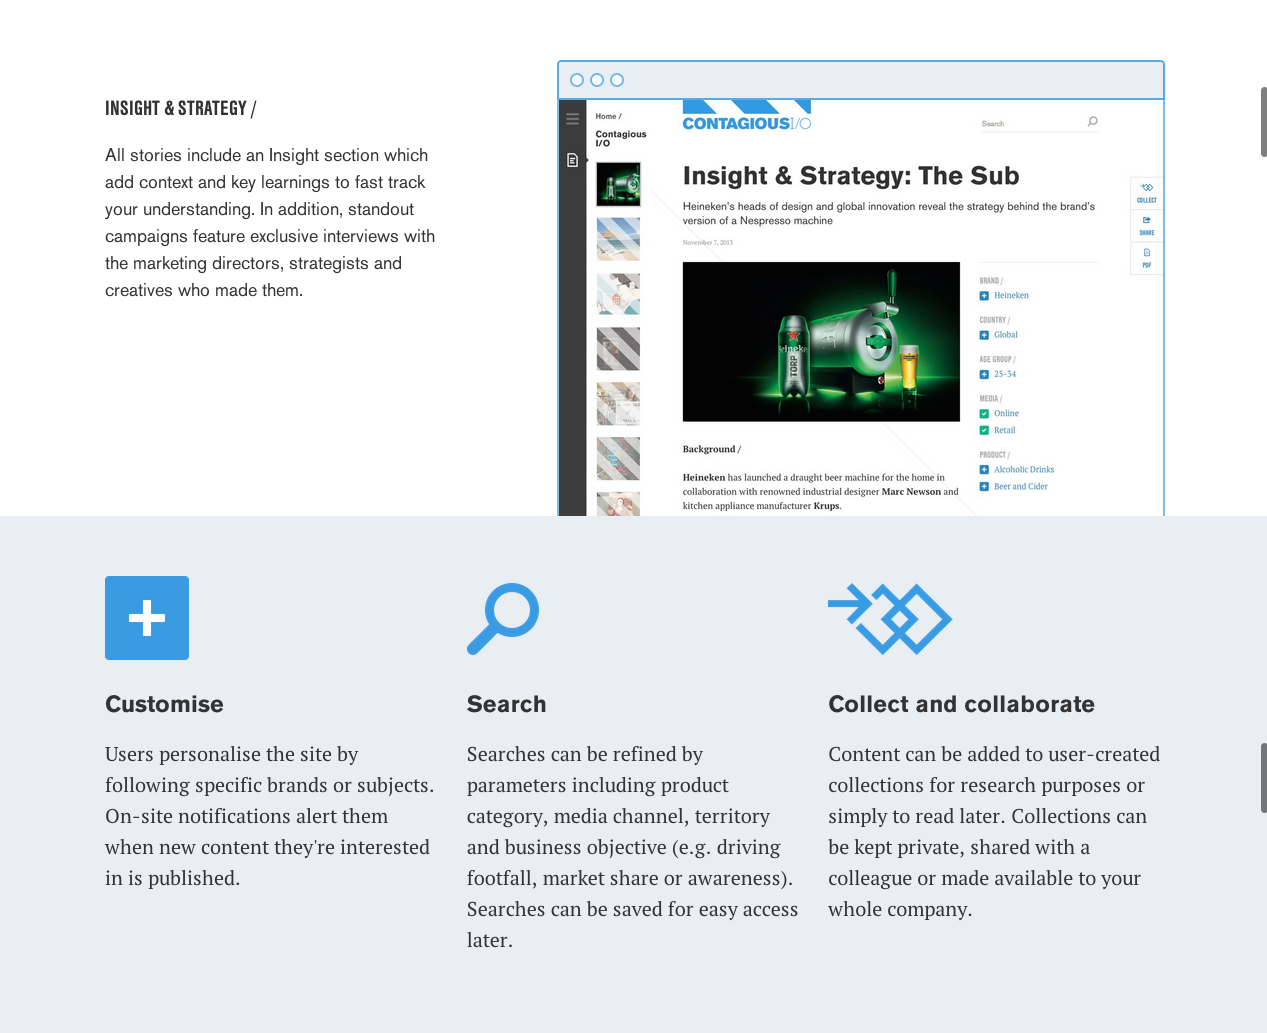 INSIGHT & STRATEGY /
All stories include an Insight section which
add context and key learnings to fast track
your understanding. In addition, standout
campaigns feature exclusive interviews with
the marketing directors, strategists and
creatives who made them.
Home /
Contagious
I/O
CONTAGIOUSI/O
Search
Insight & Strategy: The Sub
Heineken's heads of design and global innovation reveal the strategy behind the brand's
version of a Nespresso machine
November 7, 2013
COLLECT
SHARE
PDF
TORP
BRAND /
Heineken
COUNTRY /
Global
AGE GROUP /
25-34
MEDIA /
Online
Retail
PRODUCT /
Alcoholic Drinks
Beer and Cider
Background /
Heineken has launched a draught beer machine for the home in
collaboration with renowned industrial designer Marc Newson and
kitchen appliance manufacturer Krups.
Customise
Users personalise the site by
following specific brands or subjects.
On-site notifications alert them
when new content they're interested
in is published.
Search
Searches can be refined by
parameters including product
category, media channel, territory
and business objective (e.g. driving
footfall, market share or awareness).
Searches can be saved for easy access
later.
Collect and collaborate
Content can be added to user-created
collections for research purposes or
simply to read later. Collections can
be kept private, shared with a
colleague or made available to your
whole company.